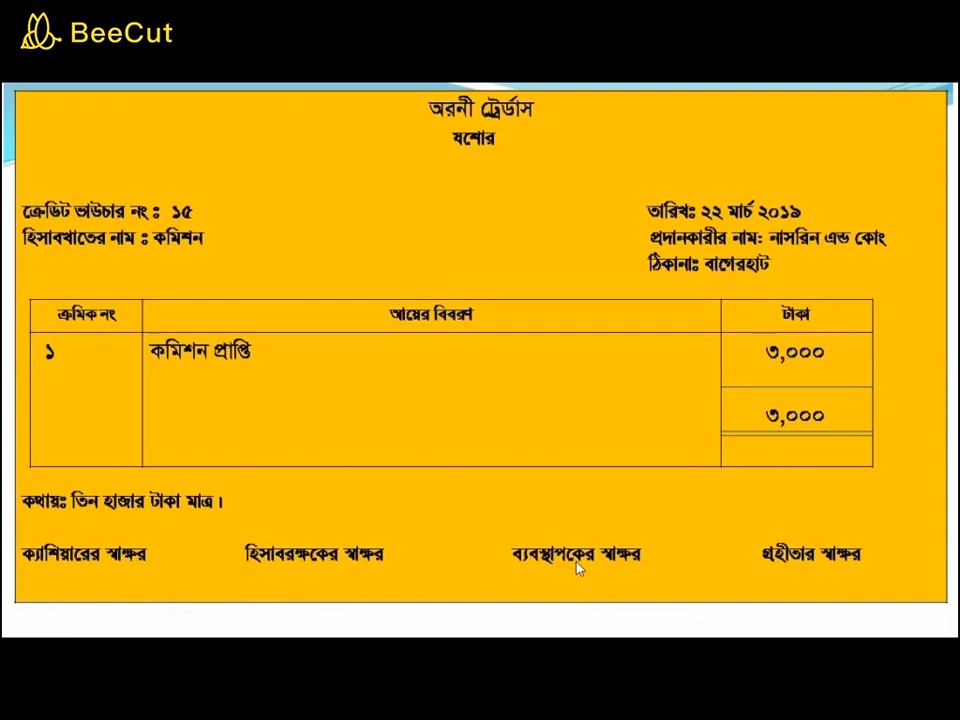 BeeCut
অরনী ট্রের্ডাস
যশোর
ক্রেডিট ভাউচার নং ঃ ১৫ তারিখঃ ২২ মার্চ ২০১৯
হিসাবখাতের নাম ঃ কমিশন প্রদানকারীর নাম: নাসরিন এন্ড কোং
ঠিকানাঃ বাগেরহাট
ক্রমিক নং আয়ের বিবরণ টাকা
১ কমিশন প্রাপ্তি ৩,০০০
৩,০০০
কথায়ঃ তিন হাজার টাকা মাত্র ।
ক্যাশিয়ারের স্বাক্ষর হিসাবরক্ষকের স্বাক্ষর ব্যবস্থাপকের স্বাক্ষর গ্রহীতার স্বাক্ষর